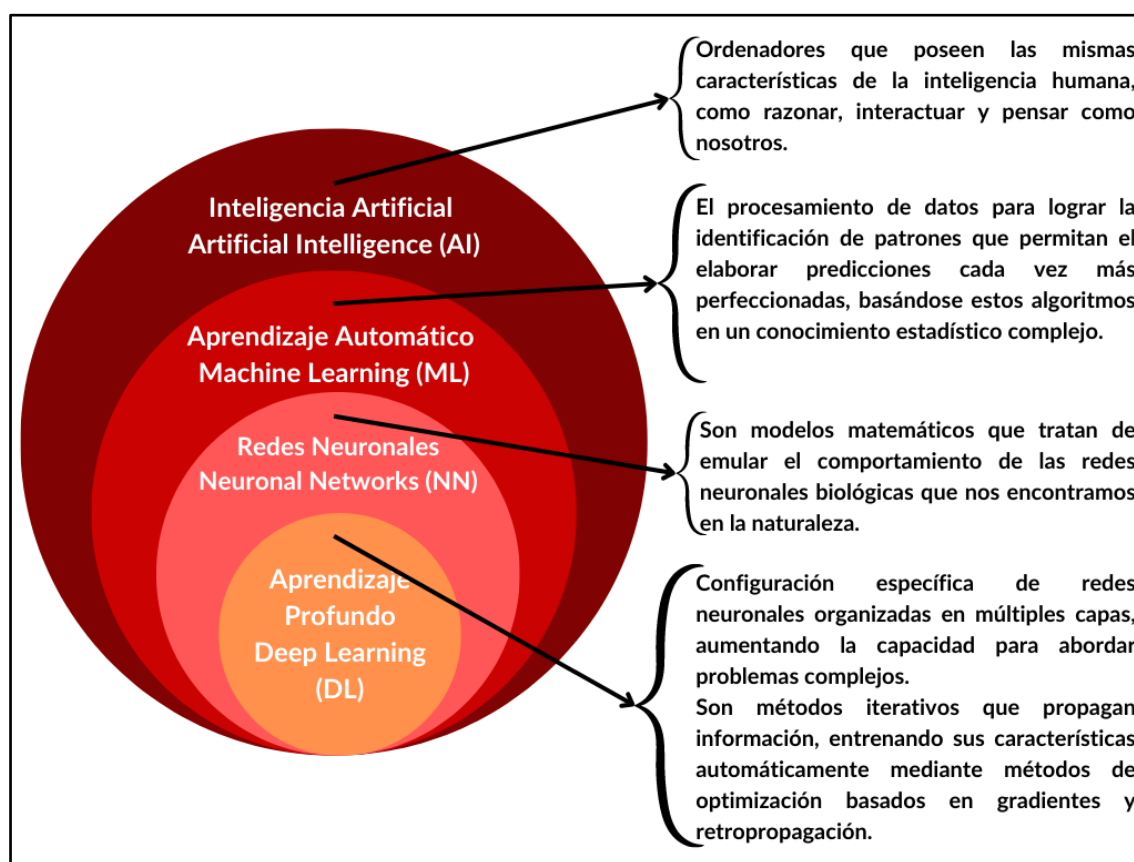 Inteligencia Artificial
Artificial Intelligence (AI)
Aprendizaje Automático
Machine Learning (ML)
Redes Neuronales
Neuronal Networks (NN)
Aprendizaje
Profundo
Deep Learning
(DL)
Ordenadores que poseen las mismas
características de la inteligencia humana,
como razonar, interactuar y pensar como
nosotros.
El procesamiento de datos para lograr la
identificación de patrones que permitan el
elaborar predicciones cada vez más
perfeccionadas, basándose estos algoritmos
en un conocimiento estadístico complejo.
Son modelos matemáticos que tratan de
emular el comportamiento de las redes
neuronales biológicas que nos encontramos
en la naturaleza.
Configuración específica de redes
neuronales organizadas en múltiples capas,
aumentando la capacidad para abordar
problemas complejos.
Son métodos iterativos que propagan
información, entrenando sus características
automáticamente mediante métodos de
optimización basados en gradientes y
retropropagación.